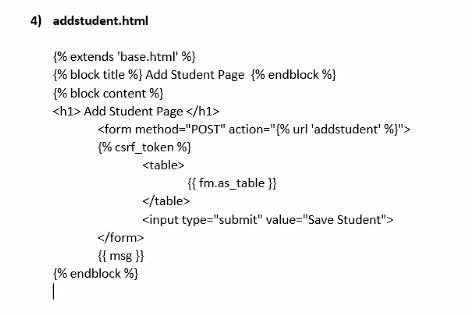 4) addstudent.html
{% extends 'base.html' %}
{% block title %} Add Student Page {% endblock %}
{% block content %}
<h1> Add Student Page </h1>
<form method="POST" action="{% url 'addstudent' %}">
{% csrf_token %}
<table>
{{ fm.as_table }}
</table>
<input type="submit" value="Save Student">
</form>
{{ msg }}
{% endblock %}